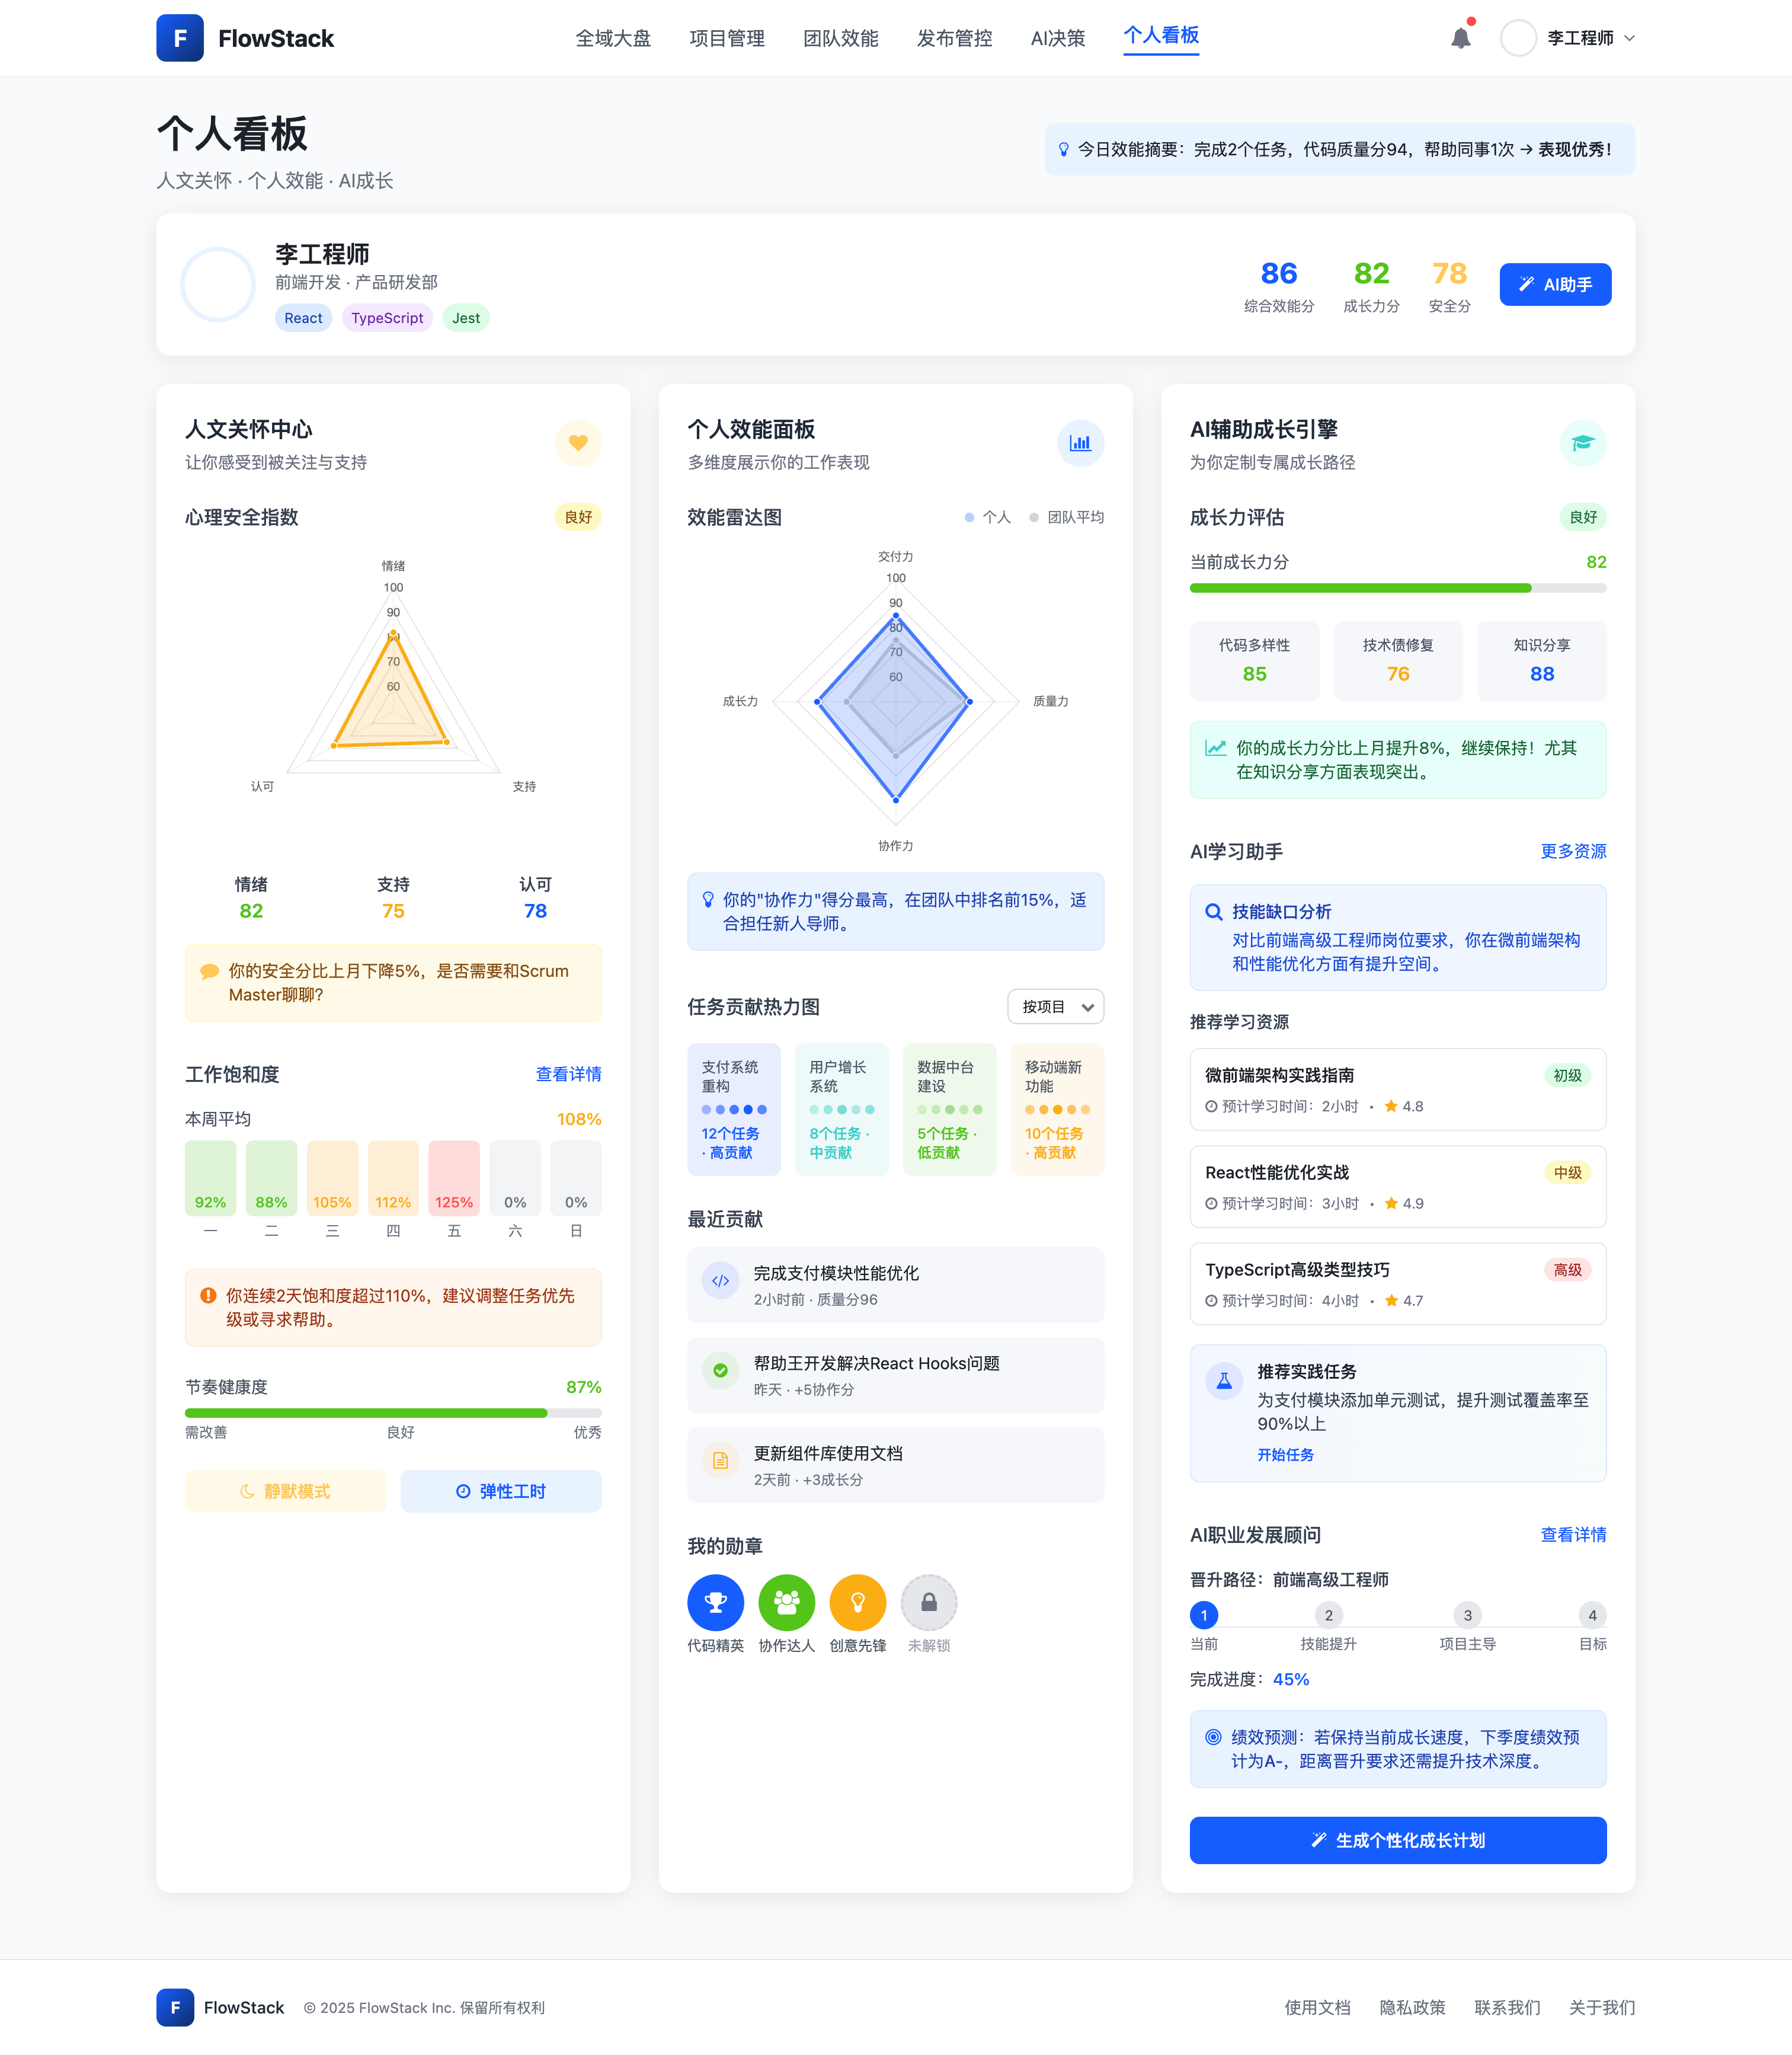 F FlowStack 全域大盘 项目管理 团队效能 发布管控 AI决策 个人看板 李工程师
个人看板
人文关怀 · 个人效能 · AI成长
今日效能摘要：完成2个任务，代码质量分94，帮助同事1次 → 表现优秀！
李工程师
前端开发 · 产品研发部
React TypeScript Jest
86 82 78
综合效能分 成长力分 安全分
AI助手
人文关怀中心
让你感受到被关注与支持
心理安全指数 良好
情绪
100
90
80
70
60
认可 支持
情绪 支持 认可
82 75 78
你的安全分比上月下降5%，是否需要和Scrum
Master聊聊？
工作饱和度 查看详情
本周平均 108%
92% 88% 105% 112% 125% 0% 0%
一 二 三 四 五 六 日
你连续2天饱和度超过110%，建议调整任务优先
级或寻求帮助。
节奏健康度 87%
需改善 良好 优秀
静默模式 弹性工时
个人效能面板
多维度展示你的工作表现
效能雷达图 个人 团队平均
交付力
100
90
80
70
60
成长力 质量力
协作力
你的"协作力"得分最高，在团队中排名前15%，适
合担任新人导师。
任务贡献热力图 按项目
支付系统
重构
12个任务
· 高贡献
用户增长
系统
8个任务 ·
中贡献
数据中台
建设
5个任务 ·
低贡献
移动端新
功能
10个任务
· 高贡献
最近贡献
完成支付模块性能优化
2小时前 · 质量分96
帮助王开发解决React Hooks问题
昨天 · +5协作分
更新组件库使用文档
2天前 · +3成长分
我的勋章
代码精英 协作达人 创意先锋 未解锁
AI辅助成长引擎
为你定制专属成长路径
成长力评估 良好
当前成长力分 82
代码多样性 技术债修复 知识分享
85 76 88
你的成长力分比上月提升8%，继续保持！尤其
在知识分享方面表现突出。
AI学习助手 更多资源
技能缺口分析
对比前端高级工程师岗位要求，你在微前端架构
和性能优化方面有提升空间。
推荐学习资源
微前端架构实践指南 初级
预计学习时间：2小时 • 4.8
React性能优化实战 中级
预计学习时间：3小时 • 4.9
TypeScript高级类型技巧 高级
预计学习时间：4小时 • 4.7
推荐实践任务
为支付模块添加单元测试，提升测试覆盖率至
90%以上
开始任务
AI职业发展顾问 查看详情
晋升路径：前端高级工程师
1 2 3 4
当前 技能提升 项目主导 目标
完成进度：45%
绩效预测：若保持当前成长速度，下季度绩效预
计为A-，距离晋升要求还需提升技术深度。
生成个性化成长计划
F FlowStack © 2025 FlowStack Inc. 保留所有权利 使用文档 隐私政策 联系我们 关于我们